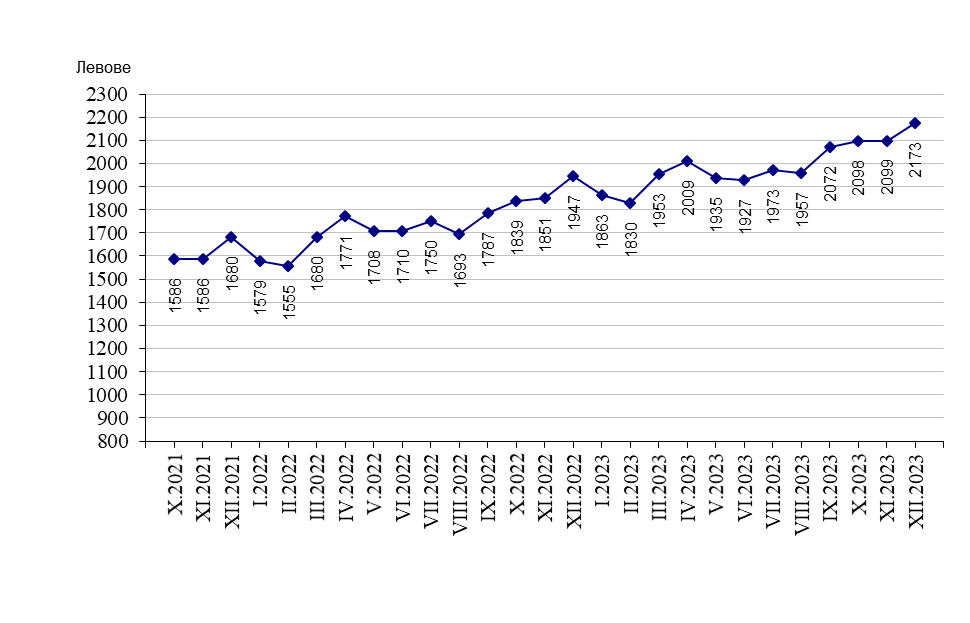 Левове
2300
2200
2100
2000
1900
1800
1700
1600
1500
1400
1300
1200
1100
1000
900
800
1586
1586
1680
1579
1555
1680
1771
1708
1710
1750
1693
1787
1839
1851
1947
1863
1830
1953
2009
1935
1927
1973
1957
2072
2098
2099
2173
X.2021
XI.2021
XII.2021
I.2022
II.2022
III.2022
IV.2022
V.2022
VI.2022
VII.2022
VIII.2022
IX.2022
X.2022
XI.2022
XII.2022
I.2023
II.2023
III.2023
IV.2023
V.2023
VI.2023
VII.2023
VIII.2023
IX.2023
X.2023
XI.2023
XII.2023